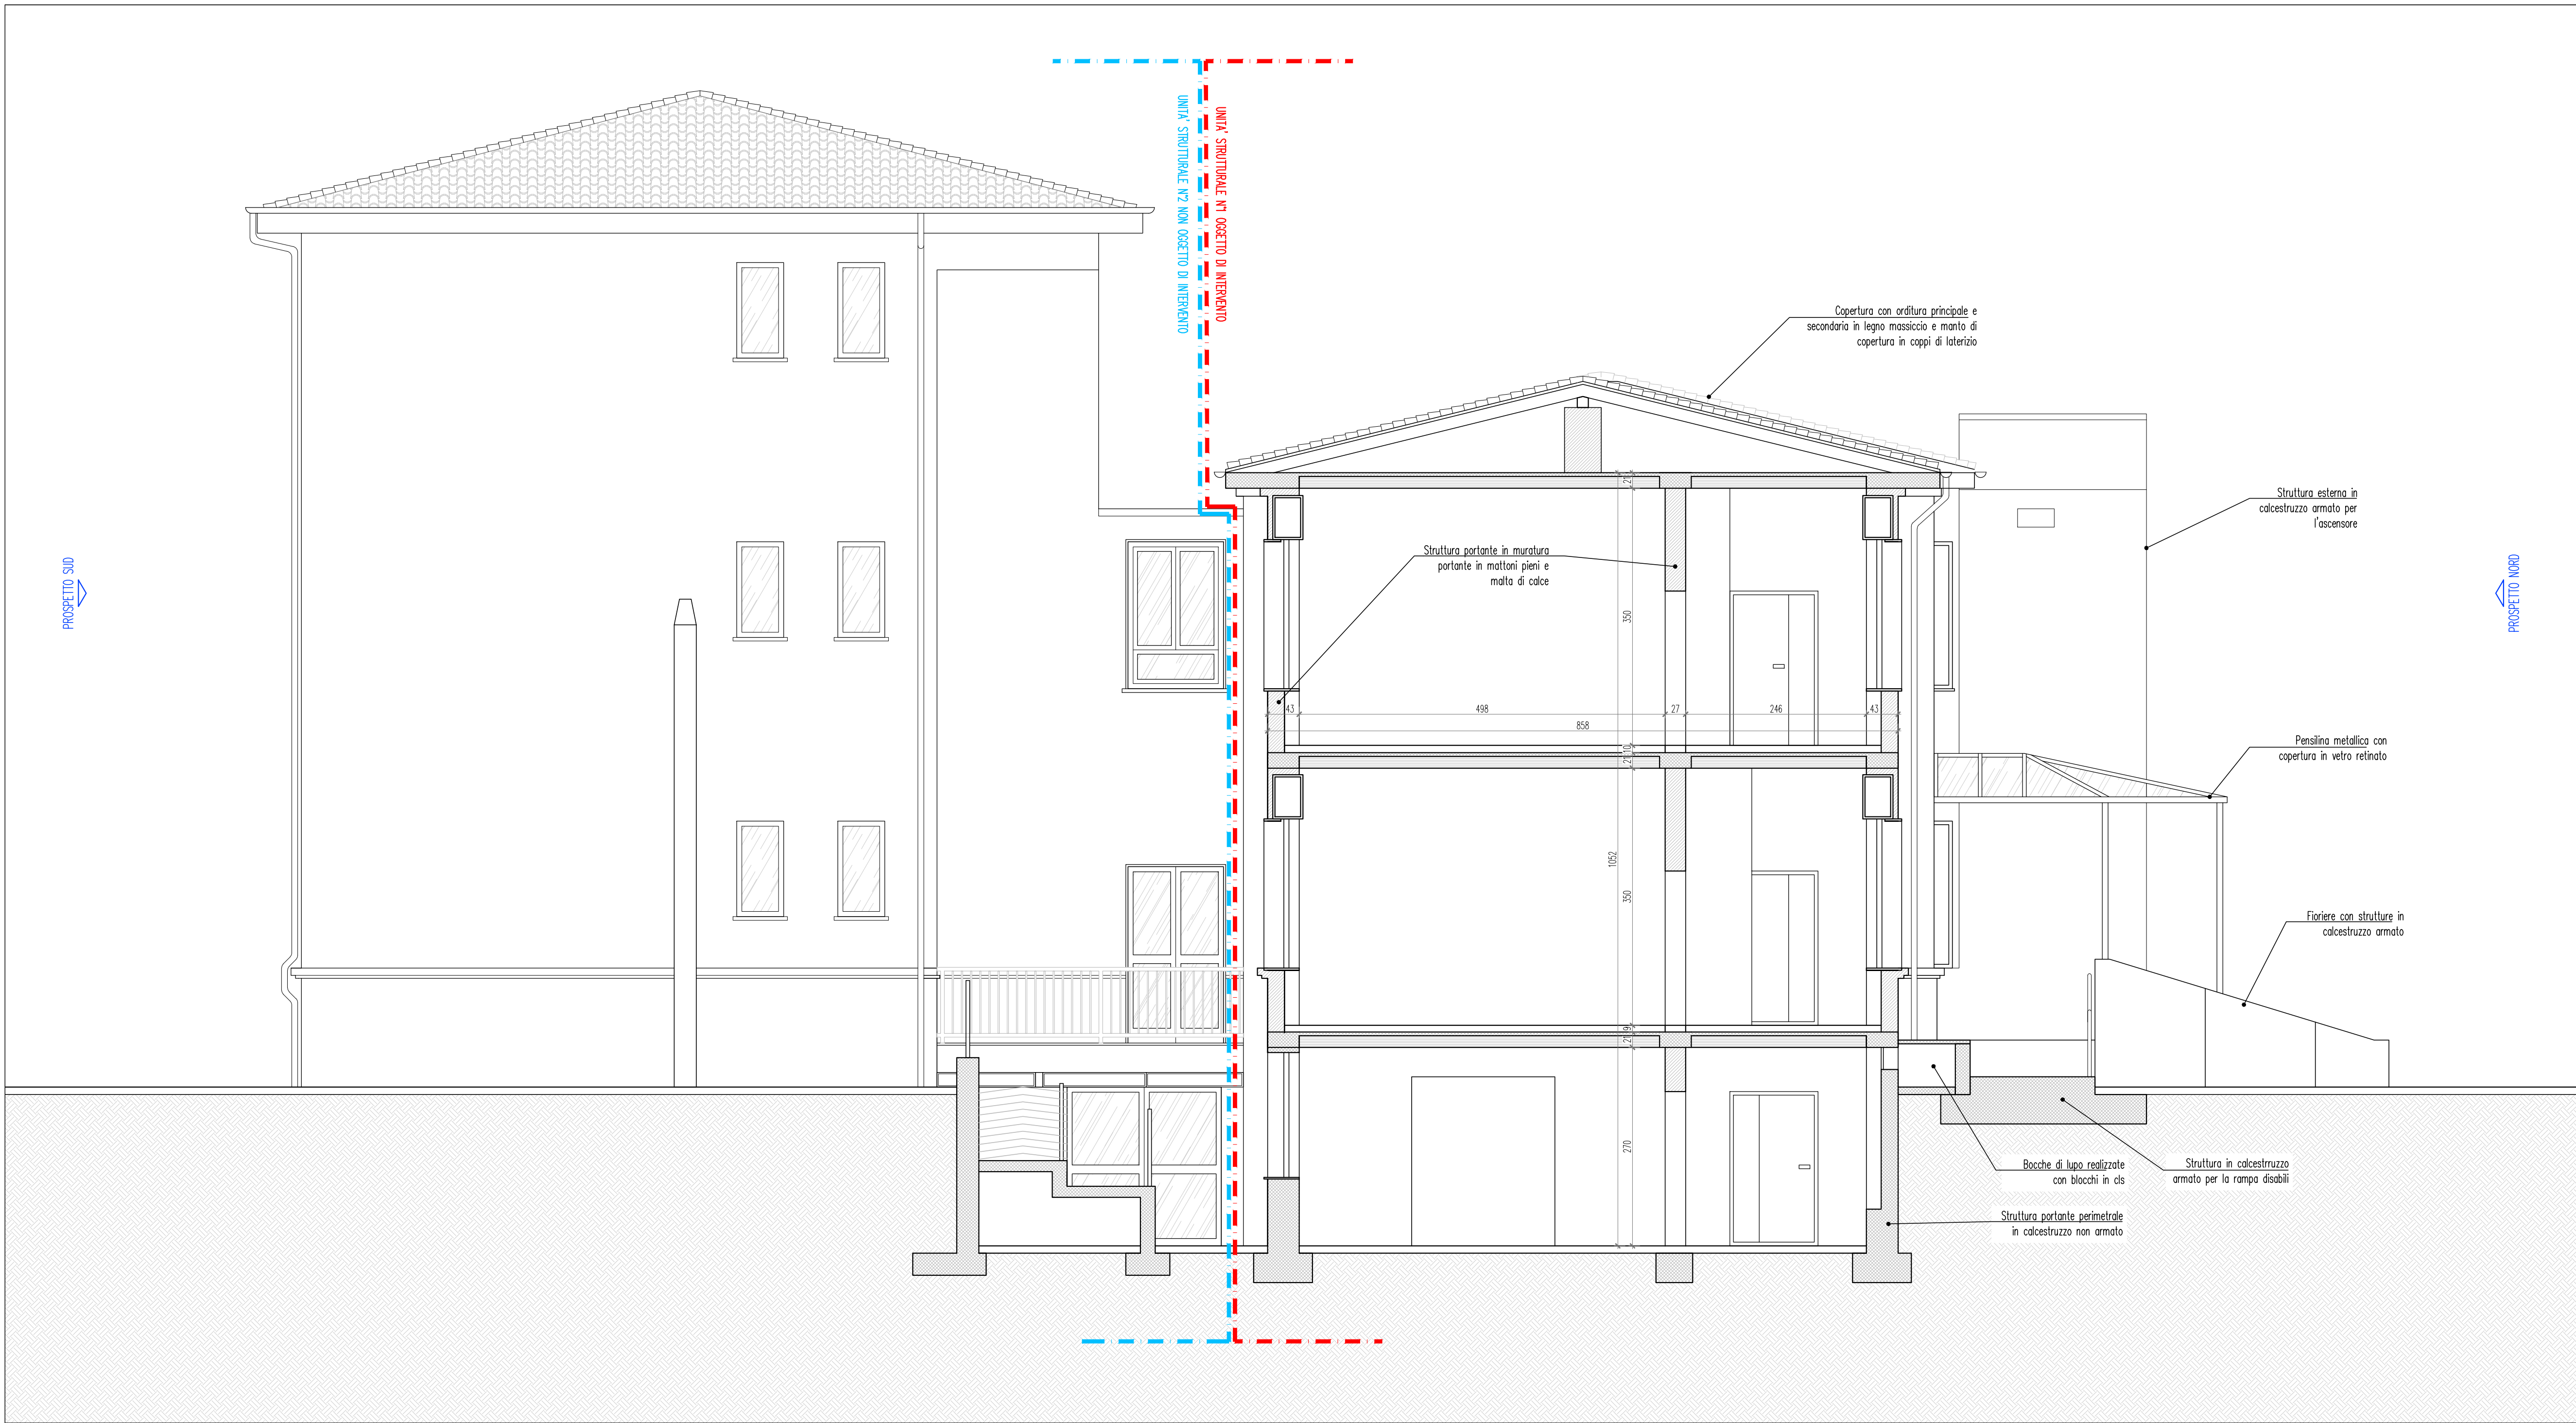 UNITA' STRUTTURALE N°2 NON OGGETTO DI INTERVENTO
UNITA' STRUTTURALE N°1 OGGETTO DI INTERVENTO
Copertura con orditura principale e
secondaria in legno massiccio e manto di
copertura in coppi di laterizio
Struttura esterna in
calcestruzzo armato per
l'ascensore
Struttura portante in muratura
portante in mattoni pieni e
malta di calce
PROSPETTO SUD
PROSPETTO NORD
21
350
43
498
27
246
43
858
10
21
Pensilina metallica con
copertura in vetro retinato
1052
350
Fioriere con strutture in
calcestruzzo armato
9
21
270
Bocche di lupo realizzate
con blocchi in cls
Struttura in calcestrruzzo
armato per la rampa disabili
Struttura portante perimetrale
in calcestruzzo non armato